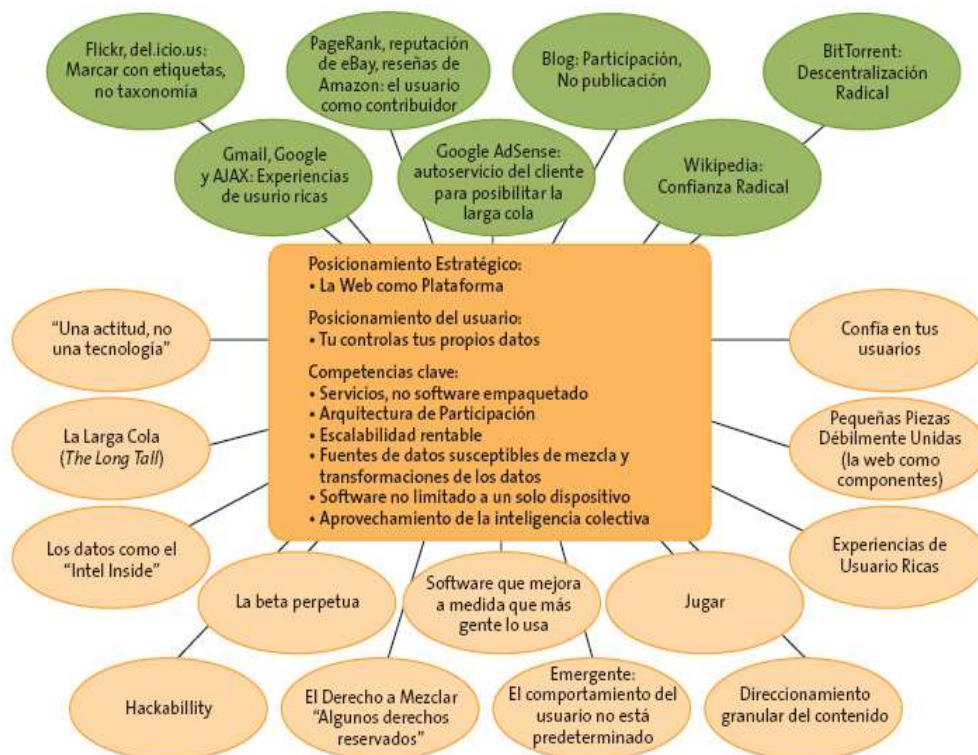 Flickr, del.icio.us:
Marcar con etiquetas,
no taxonomía
PageRank, reputación
de eBay, reseñas de
Amazon: el usuario
como contribuidor
Blog: Participación,
No publicación
BitTorrent:
Descentralización
Radical
Gmail, Google
y AJAX: Experiencias
de usurio ricas
Google AdSense:
autoservicio del cliente
para posibilitar la
larga cola
Wikipedia:
Confianza Radical
Posicionamiento Estratégico:
• La Web como Plataforma
Posicionamiento del usuario:
• Tu controlas tus propios datos
Competencias clave:
• Servicios, no software empaquetado
• Arquitectura de Participación
• Escalabilidad rentable
• Fuentes de datos susceptibles de mezcla y
transformaciones de los datos
• Software no limitado a un solo dispositivo
• Aprovechamiento de la inteligencia colectiva
"Una actitud, no
una tecnología"
Confía en tus
usuarios
La Larga Cola
(The Long Tall)
Pequeñas Piezas
Débilmente Unidas
(la web como
componentes)
Los datos como el
"Intel Inside"
Experiencias de
Usuario Ricas
La beta perpetua
Software que mejora
a medida que más
gente lo usa
Jugar
Hackabillity
El Derecho a Mezclar
"Algunos derechos
reservados"
Emergente:
El comportamiento del
usuario no está
predeterminado
Direccionamiento
granular del contenido